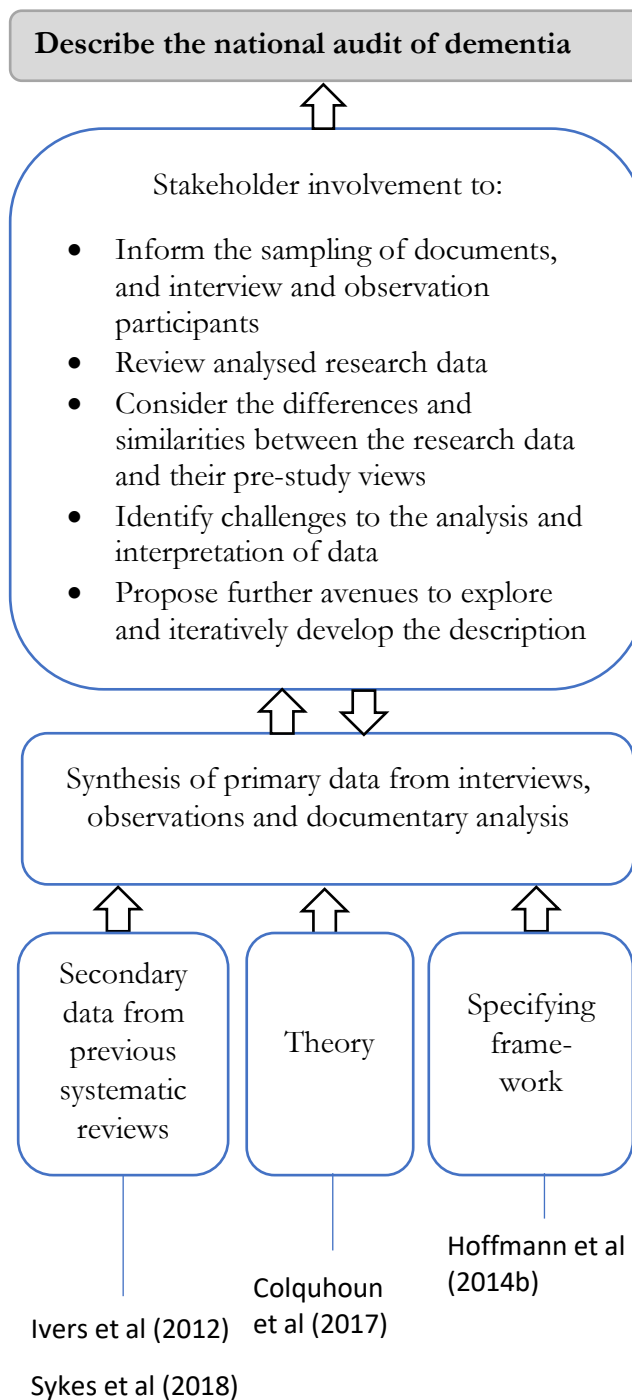 Describe the national audit of dementia
Stakeholder involvement to:
• Inform the sampling of documents,
and interview and observation
participants
• Review analysed research data
• Consider the differences and
similarities between the research data
and their pre-study views
• Identify challenges to the analysis and
interpretation of data
• Propose further avenues to explore
and iteratively develop the description
Synthesis of primary data from interviews,
observations and documentary analysis
Secondary
data from
previous
systematic
reviews
Theory
Specifying
frame-
work
Ivers et al (2012)
Sykes et al (2018)
Colquhoun
et al (2017)
Hoffmann et al
(2014b)